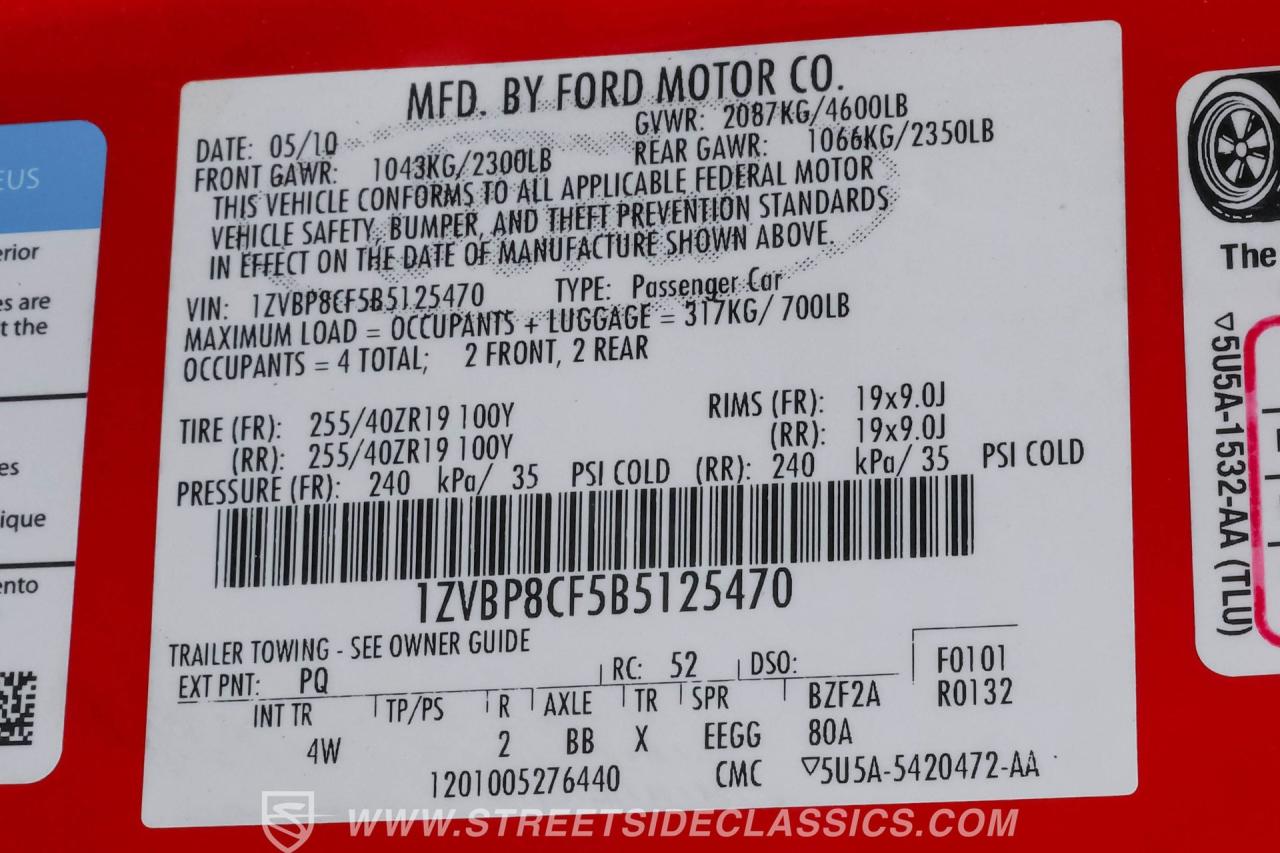 MFD. BY FORD MOTOR CO.
DATE: 05/10 GVWR: 2087KG/4600LB
FRONT GAWR: 1043KG/2300LB REAR GAWR: 1066KG/2350LB
THIS VEHICLE CONFORMS TO ALL APPLICABLE FEDERAL MOTOR
VEHICLE SAFETY, BUMPER, AND THEFT PREVENTION STANDARDS
IN EFFECT ON THE DATE OF MANUFACTURE SHOWN ABOVE.
VIN: 1ZVBP8CF5B5125470 TYPE: Passenger Car
MAXIMUM LOAD = OCCUPANTS + LUGGAGE = 317KG/ 700LB
OCCUPANTS = 4 TOTAL; 2 FRONT, 2 REAR
TIRE (FR): 255/40ZR19 100Y RIMS (FR): 19x9.0J
(RR): 255/40ZR19 100Y (RR): 19x9.0J
PRESSURE (FR): 240 kPa/ 35 PSI COLD (RR): 240 kPa/ 35 PSI COLD
1ZVBP8CF5B5125470
TRAILER TOWING - SEE OWNER GUIDE
EXT PNT: PQ RC: 52 DSO: F0101
INT TR TP/PS R AXLE TR SPR BZF2A R0132
4W 2 BB X EEGG 80A
1201005276440 CMC ▽5U5A-5420472-AA
EUS
erior
es are
t the
es
ique
ento
The
▽5U5A-1532-AA (TLU)
WWW.STREETSIDECLASSICS.COM